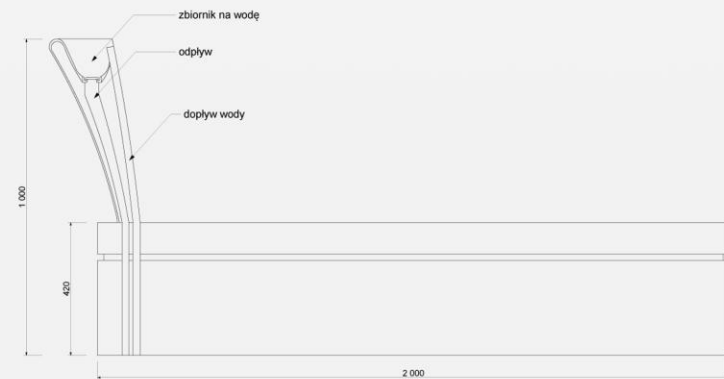 zbiornik na wodę
odpływ
dopływ wody
1 000
420
2 000